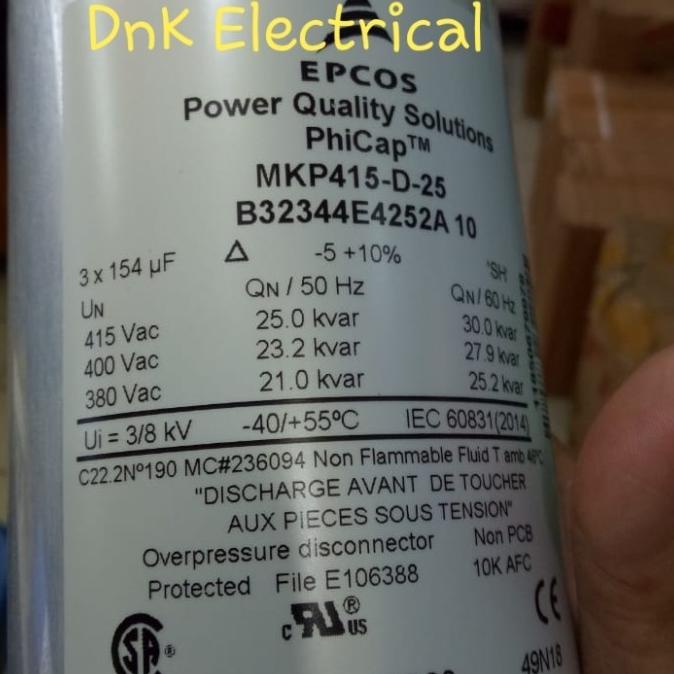 DnK Electrical
EPCOS
Power Quality Solutions
PhiCap™
MKP415-D-25
B32344E4252A 10
3 x 154 µF Δ -5 +10% 'SH'
UN QN / 50 Hz QN / 60 Hz
415 Vac 25.0 kvar 30.0 kvar
400 Vac 23.2 kvar 27.9 kvar
380 Vac 21.0 kvar 25.2 kvar
Ui = 3/8 kV -40/+55ºC IEC 60831(2014)
C22.2Nº190 MC#236094 Non Flammable Fluid T amb
"DISCHARGE AVANT DE TOUCHER
AUX PIECES SOUS TENSION"
Overpressure disconnector Non PCB
Protected File E106388 10K AFC
SA® c RU® US CE
49N18